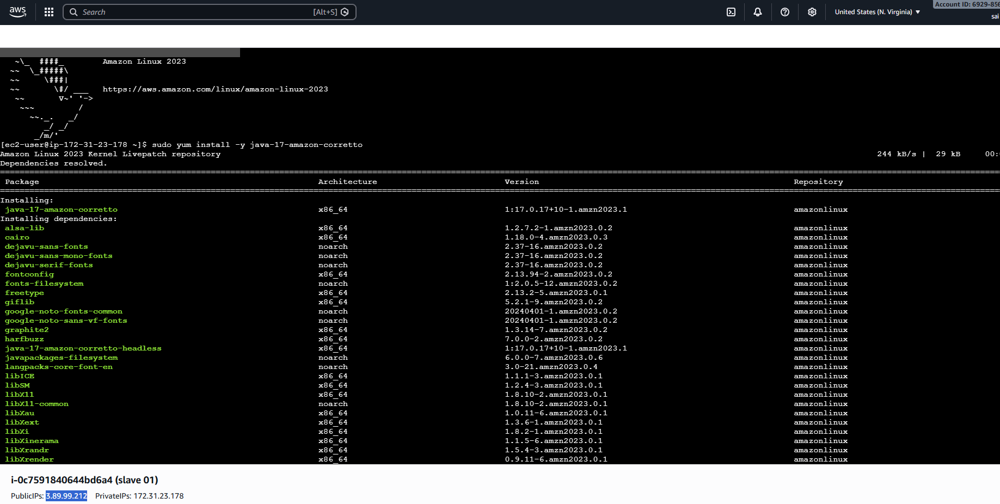 aws Search [Alt+S] United States (N. Virginia) Account ID: 6929-856
sai
~\_ ####_ Amazon Linux 2023
~~ \_#####\
~~ \###|
~~ \#/ ___ https://aws.amazon.com/linux/amazon-linux-2023
~~ V~' '->
~~~ /
~~._. _/
_/ _/
_/m/'
[ec2-user@ip-172-31-23-178 ~]$ sudo yum install -y java-17-amazon-corretto
Amazon Linux 2023 Kernel Livepatch repository 244 kB/s | 29 kB 00:
Dependencies resolved.
Package Architecture Version Repository
Installing:
java-17-amazon-corretto x86_64 1:17.0.17+10-1.amzn2023.1 amazonlinux
Installing dependencies:
alsa-lib x86_64 1.2.7.2-1.amzn2023.0.2 amazonlinux
cairo x86_64 1.18.0-4.amzn2023.0.3 amazonlinux
dejavu-sans-fonts noarch 2.37-16.amzn2023.0.2 amazonlinux
dejavu-sans-mono-fonts noarch 2.37-16.amzn2023.0.2 amazonlinux
dejavu-serif-fonts noarch 2.37-16.amzn2023.0.2 amazonlinux
fontconfig x86_64 2.13.94-2.amzn2023.0.2 amazonlinux
fonts-filesystem noarch 1:2.0.5-12.amzn2023.0.2 amazonlinux
freetype x86_64 2.13.2-5.amzn2023.0.1 amazonlinux
giflib x86_64 5.2.1-9.amzn2023.0.2 amazonlinux
google-noto-fonts-common noarch 20240401-1.amzn2023.0.2 amazonlinux
google-noto-sans-vf-fonts noarch 20240401-1.amzn2023.0.2 amazonlinux
graphite2 x86_64 1.3.14-7.amzn2023.0.2 amazonlinux
harfbuzz x86_64 7.0.0-2.amzn2023.0.2 amazonlinux
java-17-amazon-corretto-headless x86_64 1:17.0.17+10-1.amzn2023.1 amazonlinux
javapackages-filesystem noarch 6.0.0-7.amzn2023.0.6 amazonlinux
langpacks-core-font-en noarch 3.0-21.amzn2023.0.4 amazonlinux
libICE x86_64 1.1.1-3.amzn2023.0.1 amazonlinux
libSM x86_64 1.2.4-3.amzn2023.0.1 amazonlinux
libX11 x86_64 1.8.10-2.amzn2023.0.1 amazonlinux
libX11-common noarch 1.8.10-2.amzn2023.0.1 amazonlinux
libXau x86_64 1.0.11-6.amzn2023.0.1 amazonlinux
libXext x86_64 1.3.6-1.amzn2023.0.1 amazonlinux
libXi x86_64 1.8.2-1.amzn2023.0.1 amazonlinux
libXinerama x86_64 1.1.5-6.amzn2023.0.1 amazonlinux
libXrandr x86_64 1.5.4-3.amzn2023.0.1 amazonlinux
libXrender x86_64 0.9.11-6.amzn2023.0.1 amazonlinux
i-0c7591840644bd6a4 (slave 01)
PublicIPs: 3.89.99.212 PrivateIPs: 172.31.23.178